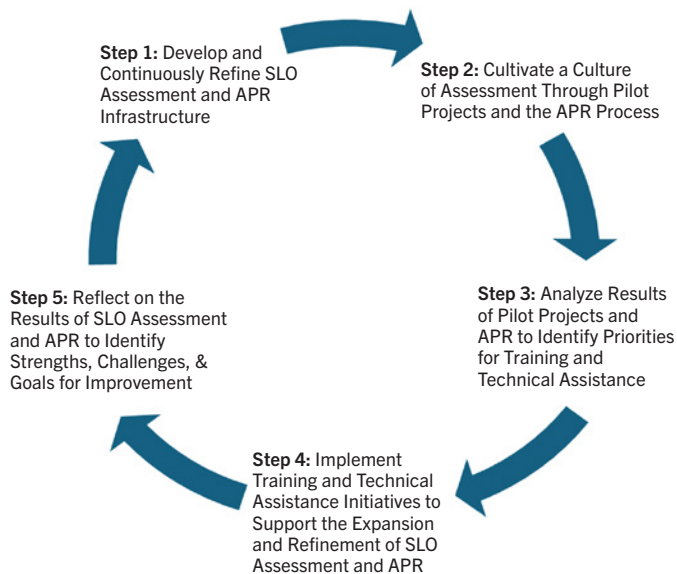 Step 1: Develop and
Continuously Refine SLO
Assessment and APR
Infrastructure
Step 2: Cultivate a Culture
of Assessment Through Pilot
Projects and the APR Process
Step 3: Analyze Results
of Pilot Projects and
APR to Identify Priorities
for Training and
Technical Assistance
Step 4: Implement
Training and Technical
Assistance Initiatives to
Support the Expansion
and Refinement of SLO
Assessment and APR
Step 5: Reflect on the
Results of SLO Assessment
and APR to Identify
Strengths, Challenges, &
Goals for Improvement